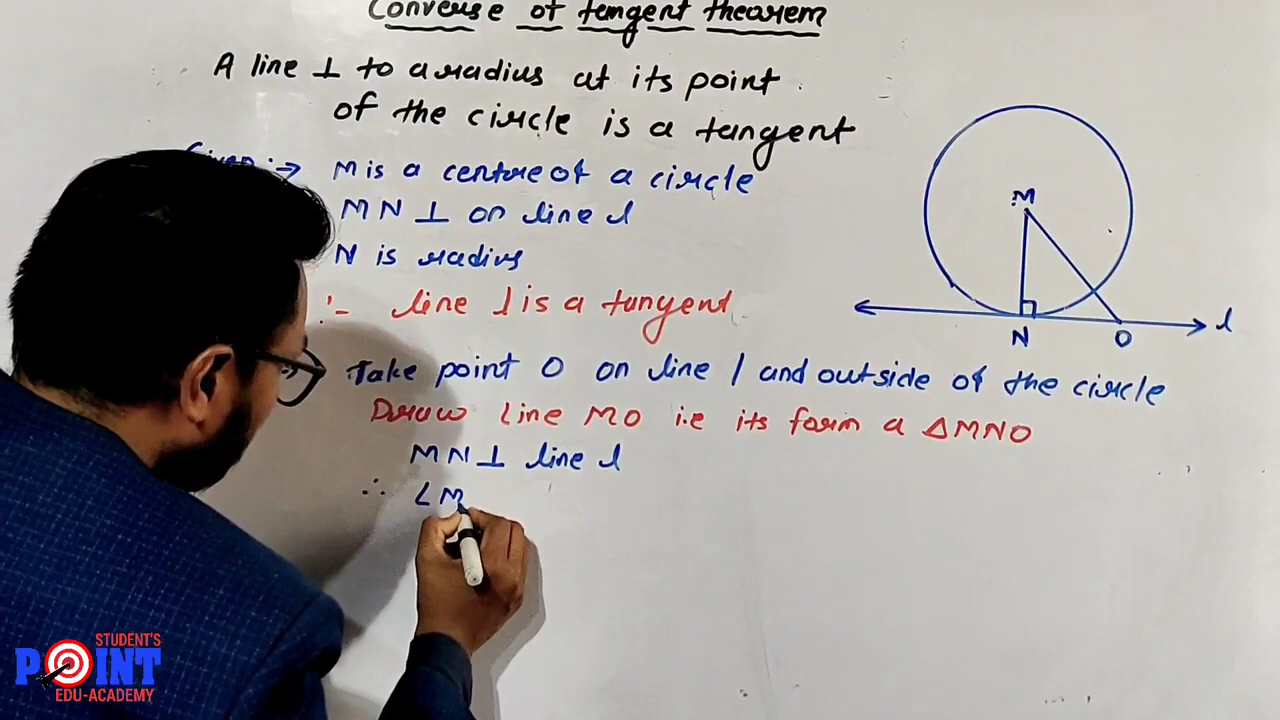 Converse of tangent theorem
A line ⊥ to a radius at its point
of the circle is a tangent
Given :→ M is a centre of a circle
MN ⊥ on line l
N is radius
:- line l is a tangent
Take point O on line l and outside of the circle
Draw line MO i.e its form a ΔMNO
MN ⊥ line l
∴ ∠M
M
N
O
l
STUDENT'S
POINT
EDU-ACADEMY